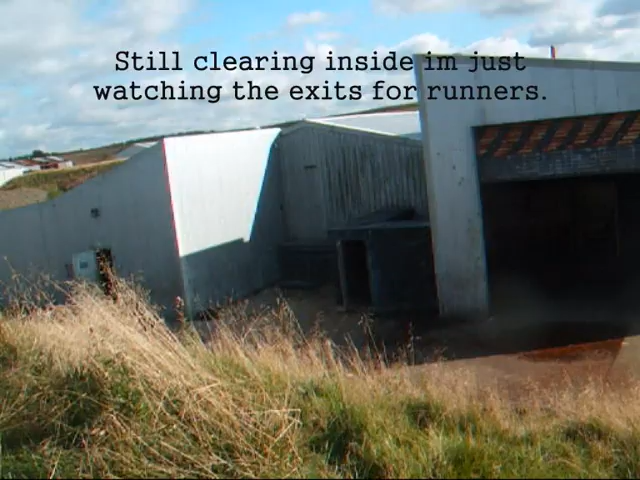 Still clearing inside im just
watching the exits for runners.